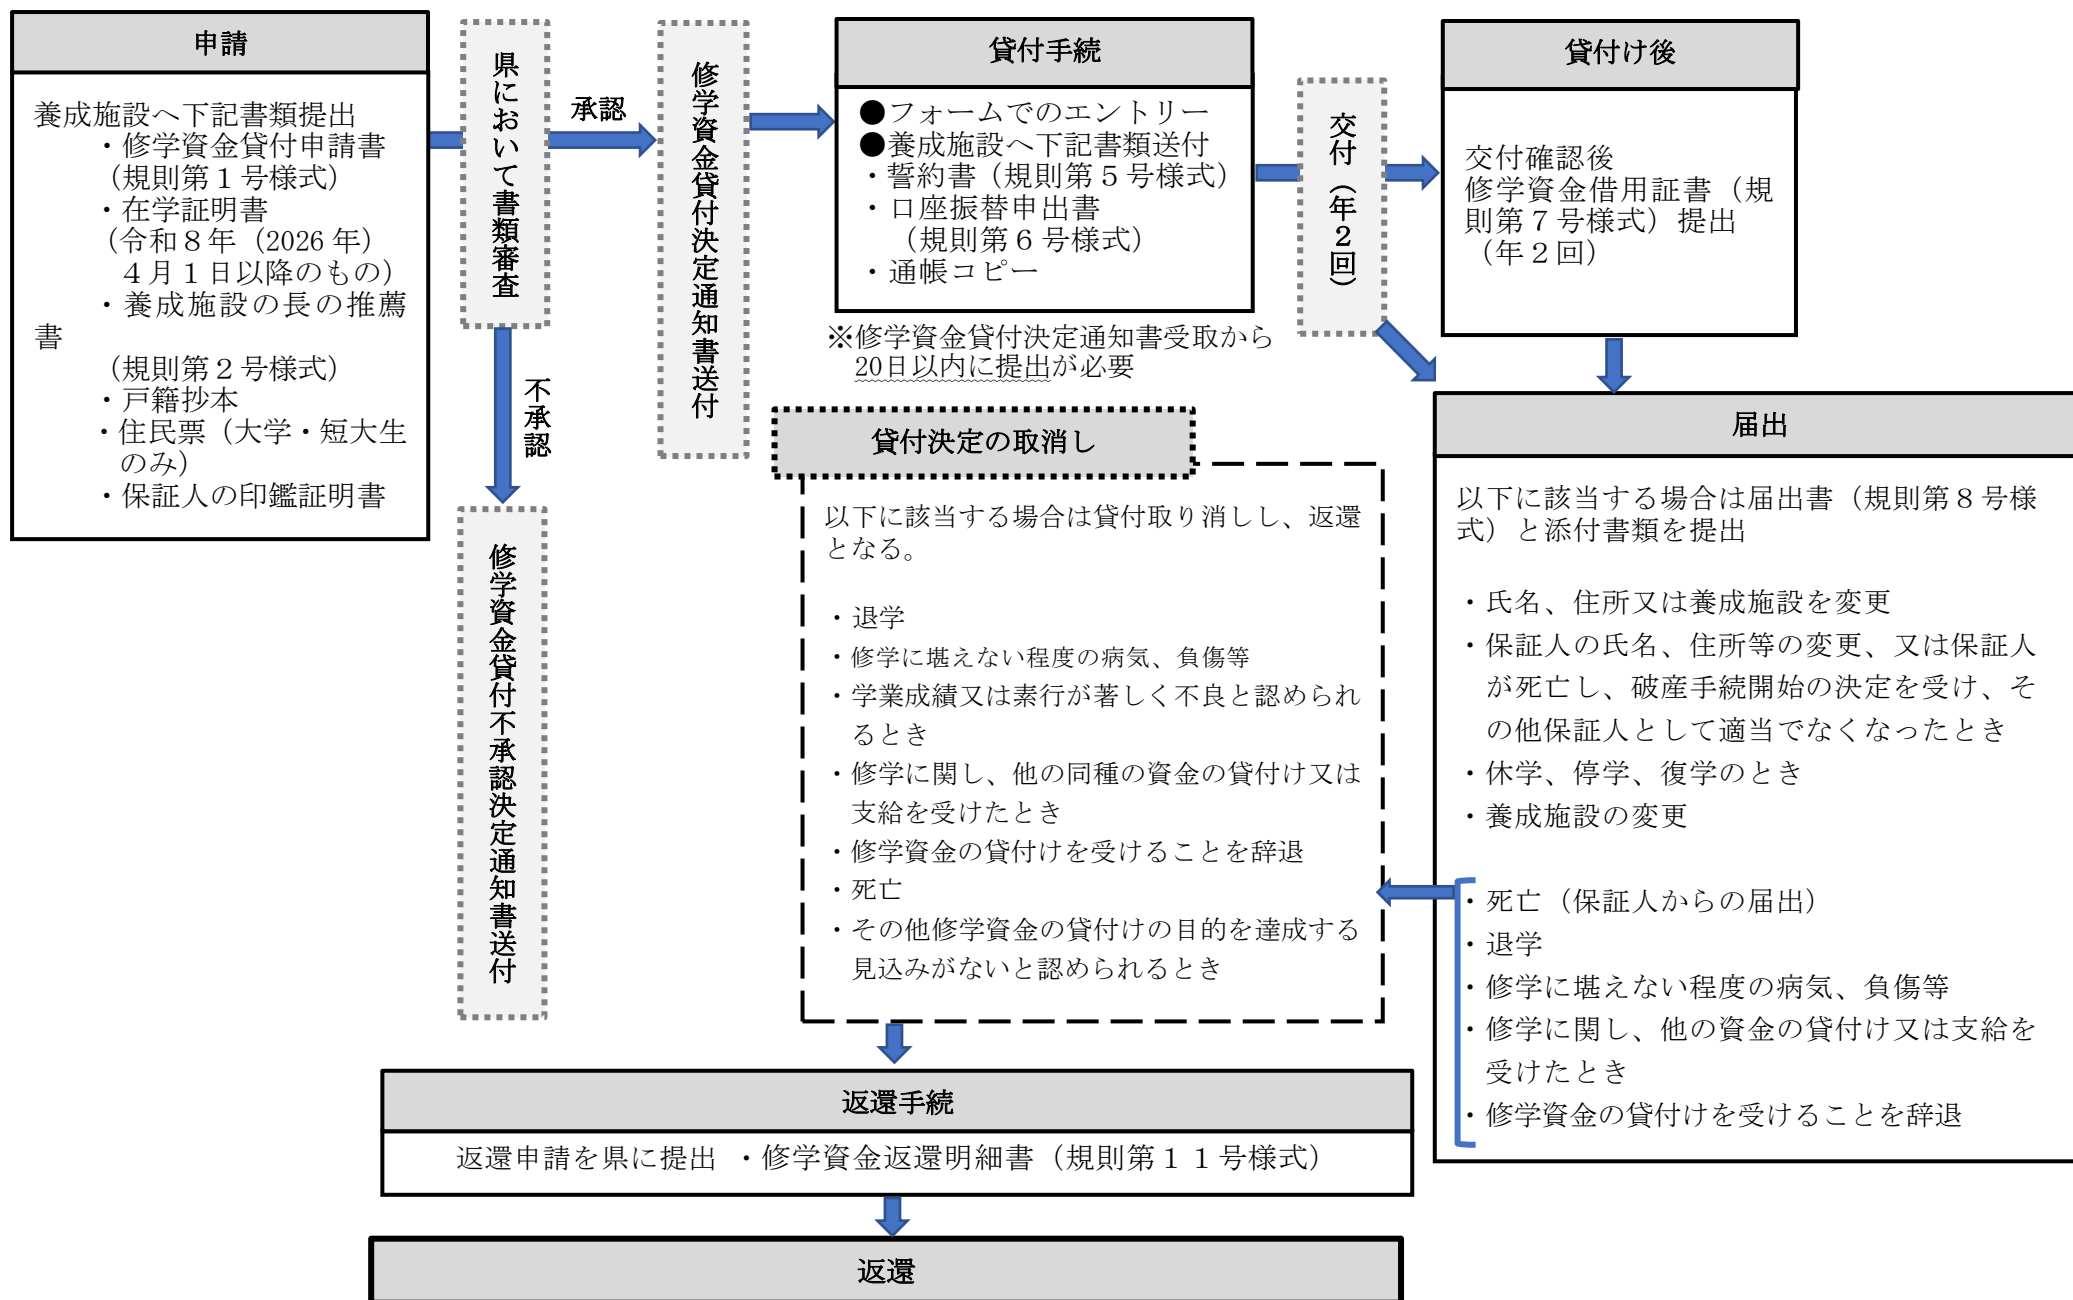 申請
養成施設へ下記書類提出
・修学資金貸付申請書
（規則第１号様式）
・在学証明書
（令和８年（2026 年）
４月１日以降のもの）
・養成施設の長の推薦
書
（規則第２号様式）
・戸籍抄本
・住民票（大学・短大生
のみ）
・保証人の印鑑証明書
県において書類審査
承認
不承認
修学資金貸付不承認決定通知書送付
修学資金貸付決定通知書送付
貸付手続
●フォームでのエントリー
●養成施設へ下記書類送付
・誓約書（規則第５号様式）
・口座振替申出書
（規則第６号様式）
・通帳コピー
※修学資金貸付決定通知書受取から
20日以内に提出が必要
交付（年２回）
貸付け後
交付確認後
修学資金借用証書（規
則第７号様式）提出
（年２回）
届出
以下に該当する場合は届出書（規則第８号様
式）と添付書類を提出
・氏名、住所又は養成施設を変更
・保証人の氏名、住所等の変更、又は保証人
が死亡し、破産手続開始の決定を受け、そ
の他保証人として適当でなくなったとき
・休学、停学、復学のとき
・養成施設の変更
・死亡（保証人からの届出）
・退学
・修学に堪えない程度の病気、負傷等
・修学に関し、他の資金の貸付け又は支給を
受けたとき
・修学資金の貸付けを受けることを辞退
貸付決定の取消し
以下に該当する場合は貸付取り消しし、返還
となる。
・退学
・修学に堪えない程度の病気、負傷等
・学業成績又は素行が著しく不良と認められ
るとき
・修学に関し、他の同種の資金の貸付け又は
支給を受けたとき
・修学資金の貸付けを受けることを辞退
・死亡
・その他修学資金の貸付けの目的を達成する
見込みがないと認められるとき
返還手続
返還申請を県に提出　・修学資金返還明細書（規則第１１号様式）
返還